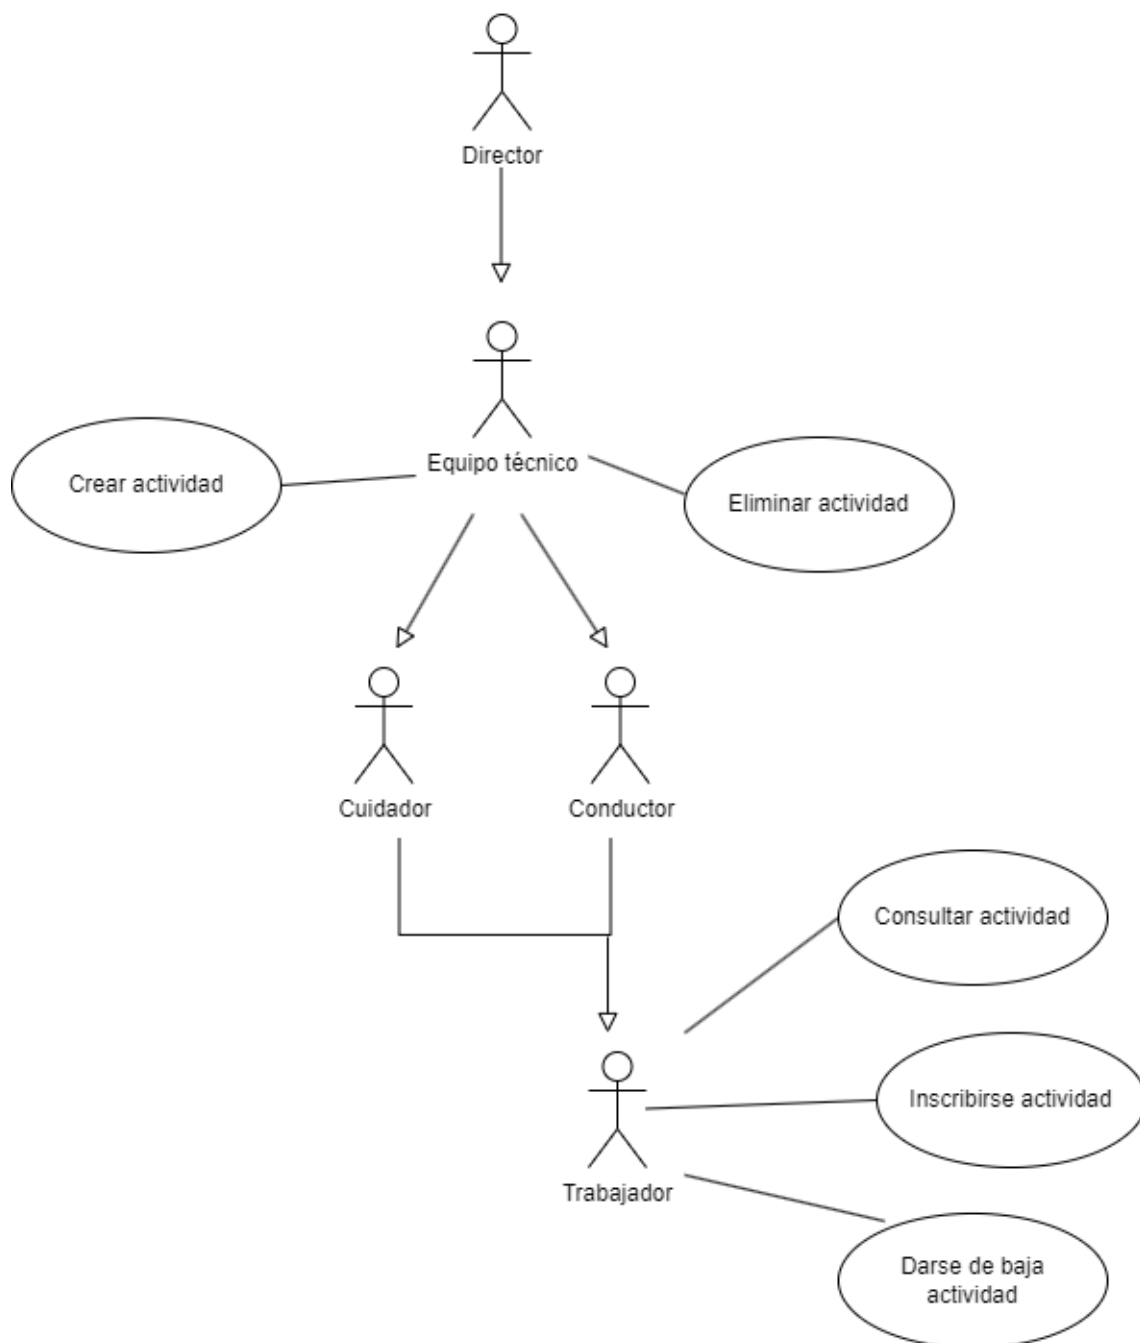 Director
Equipo técnico
Crear actividad
Eliminar actividad
Cuidador
Conductor
Consultar actividad
Inscribirse actividad
Trabajador
Darse de baja
actividad